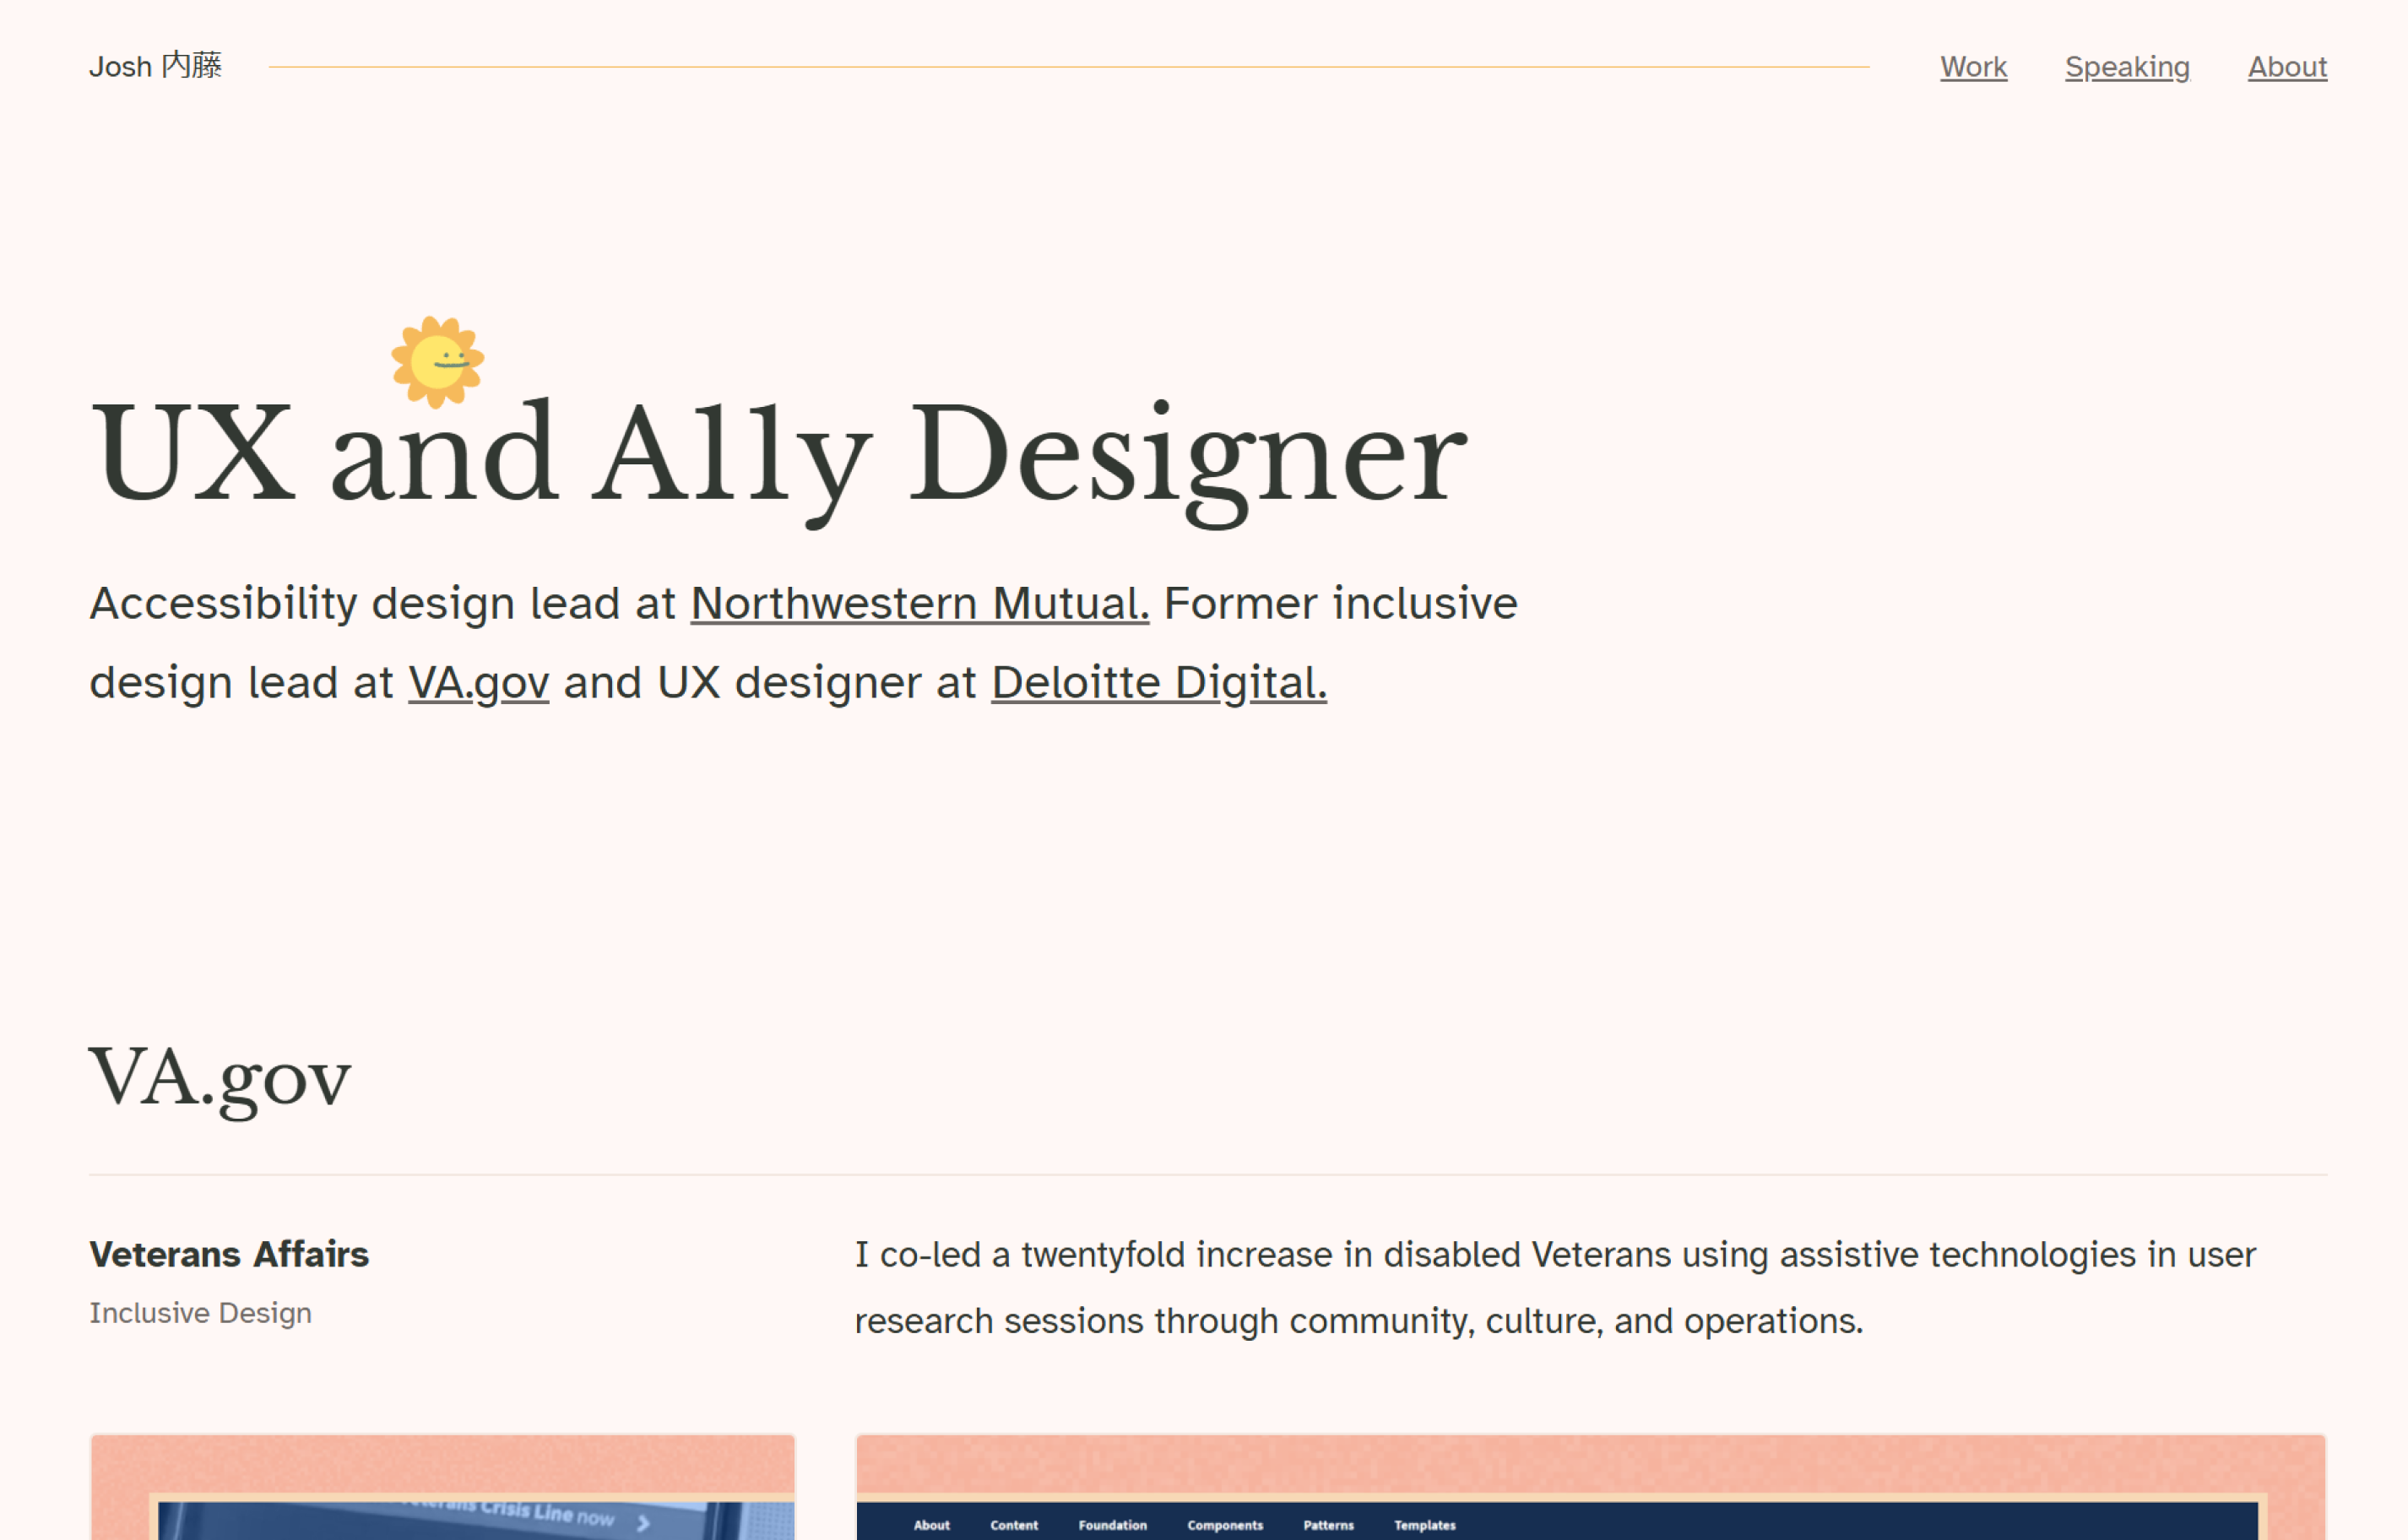 Josh 内藤
Work Speaking About
UX and A11y Designer
Accessibility design lead at Northwestern Mutual. Former inclusive
design lead at VA.gov and UX designer at Deloitte Digital.
VA.gov
Veterans Affairs
Inclusive Design
I co-led a twentyfold increase in disabled Veterans using assistive technologies in user
research sessions through community, culture, and operations.
Crisis Line now
About Content Foundation Components Patterns Templates